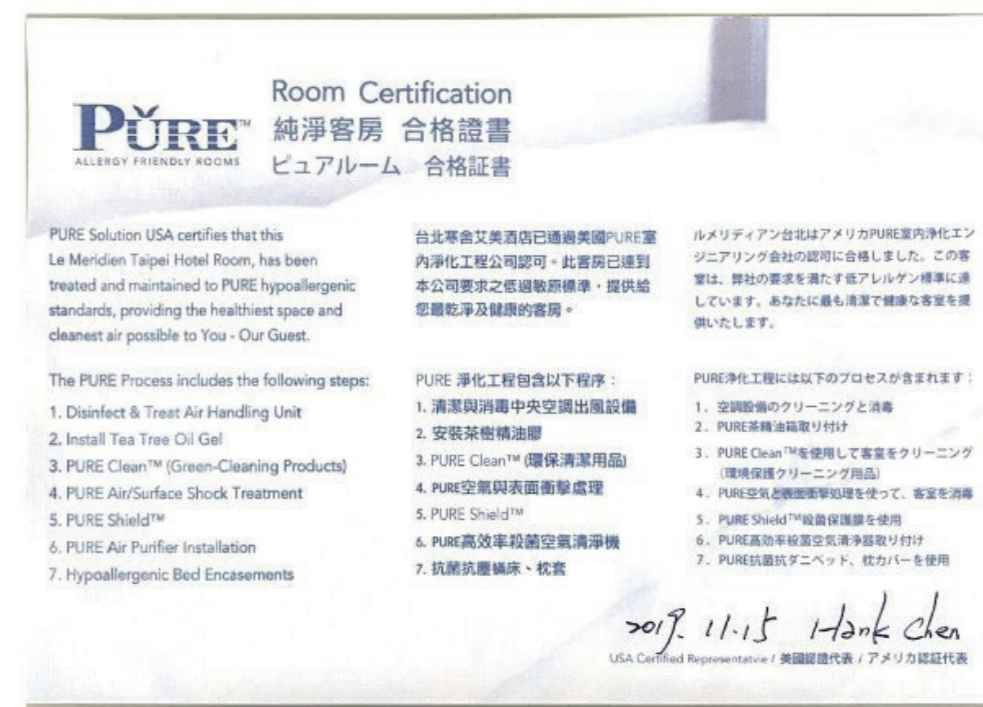 PURE™
ALLERGY FRIENDLY ROOMS
Room Certification
純淨客房 合格證書
ピュアルーム 合格証書
PURE Solution USA certifies that this
Le Meridien Taipei Hotel Room, has been
treated and maintained to PURE hypoallergenic
standards, providing the healthiest space and
cleanest air possible to You - Our Guest.
The PURE Process includes the following steps:
1. Disinfect & Treat Air Handling Unit
2. Install Tea Tree Oil Gel
3. PURE Clean™ (Green-Cleaning Products)
4. PURE Air/Surface Shock Treatment
5. PURE Shield™
6. PURE Air Purifier Installation
7. Hypoallergenic Bed Encasements
台北寒舍艾美酒店已通過美國PURE室
內淨化工程公司認可。此客房已達到
本公司要求之低過敏原標準，提供給
您最乾淨及健康的客房。
PURE 淨化工程包含以下程序：
1. 清潔與消毒中央空調出風設備
2. 安裝茶樹精油膠
3. PURE Clean™ (環保清潔用品)
4. PURE空氣與表面衝擊處理
5. PURE Shield™
6. PURE高效率殺菌空氣清淨機
7. 抗菌抗塵蟎床、枕套
ルメリディアン台北はアメリカPURE室内浄化エン
ジニアリング会社の認可に合格しました。この客
室は、弊社の要求を満たす低アレルゲン標準に達
しています。あなたに最も清潔で健康な客室を提
供いたします。
PURE浄化工程には以下のプロセスが含まれます：
1. 空調設備のクリーニングと消毒
2. PURE茶精油箱取り付け
3. PURE Clean™を使用して客室をクリーニング
(環境保護クリーニング用品)
4. PURE空気と表面衝撃処理を使って、客室を消毒
5. PURE Shield™殺菌保護膜を使用
6. PURE高効率殺菌空気清浄器取り付け
7. PURE抗菌抗ダニベッド、枕カバーを使用
2019. 11.15 Hank Chen
USA Certified Representatvie / 美國認證代表 / アメリカ認証代表